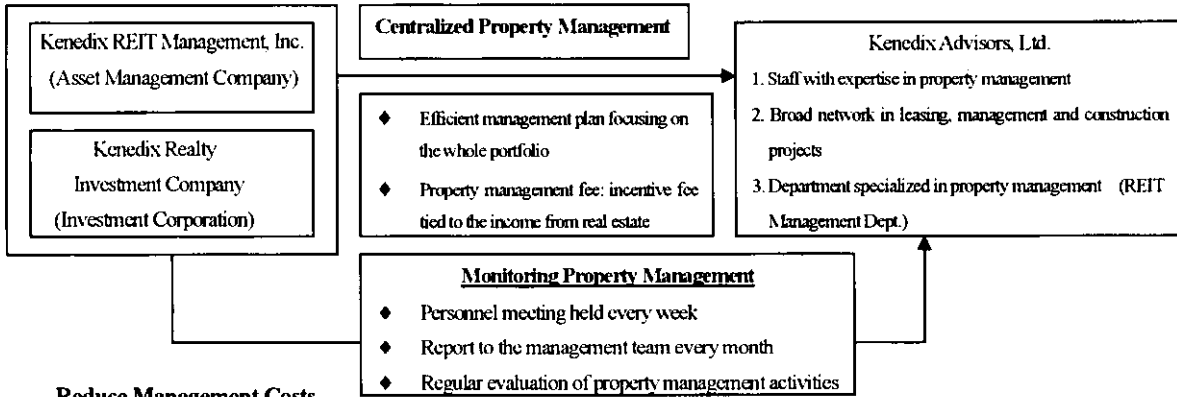 Kenedix REIT Management, Inc.
(Asset Management Company)
Kenedix Realty
Investment Company
(Investment Corporation)
Centralized Property Management
◆ Efficient management plan focusing on
the whole portfolio
◆ Property management fee: incentive fee
tied to the income from real estate
Kenedix Advisors, Ltd.
1. Staff with expertise in property management
2. Broad network in leasing, management and construction
projects
3. Department specialized in property management (REIT
Management Dept.)
Monitoring Property Management
◆ Personnel meeting held every week
◆ Report to the management team every month
◆ Regular evaluation of property management activities
Reduce Management Costs